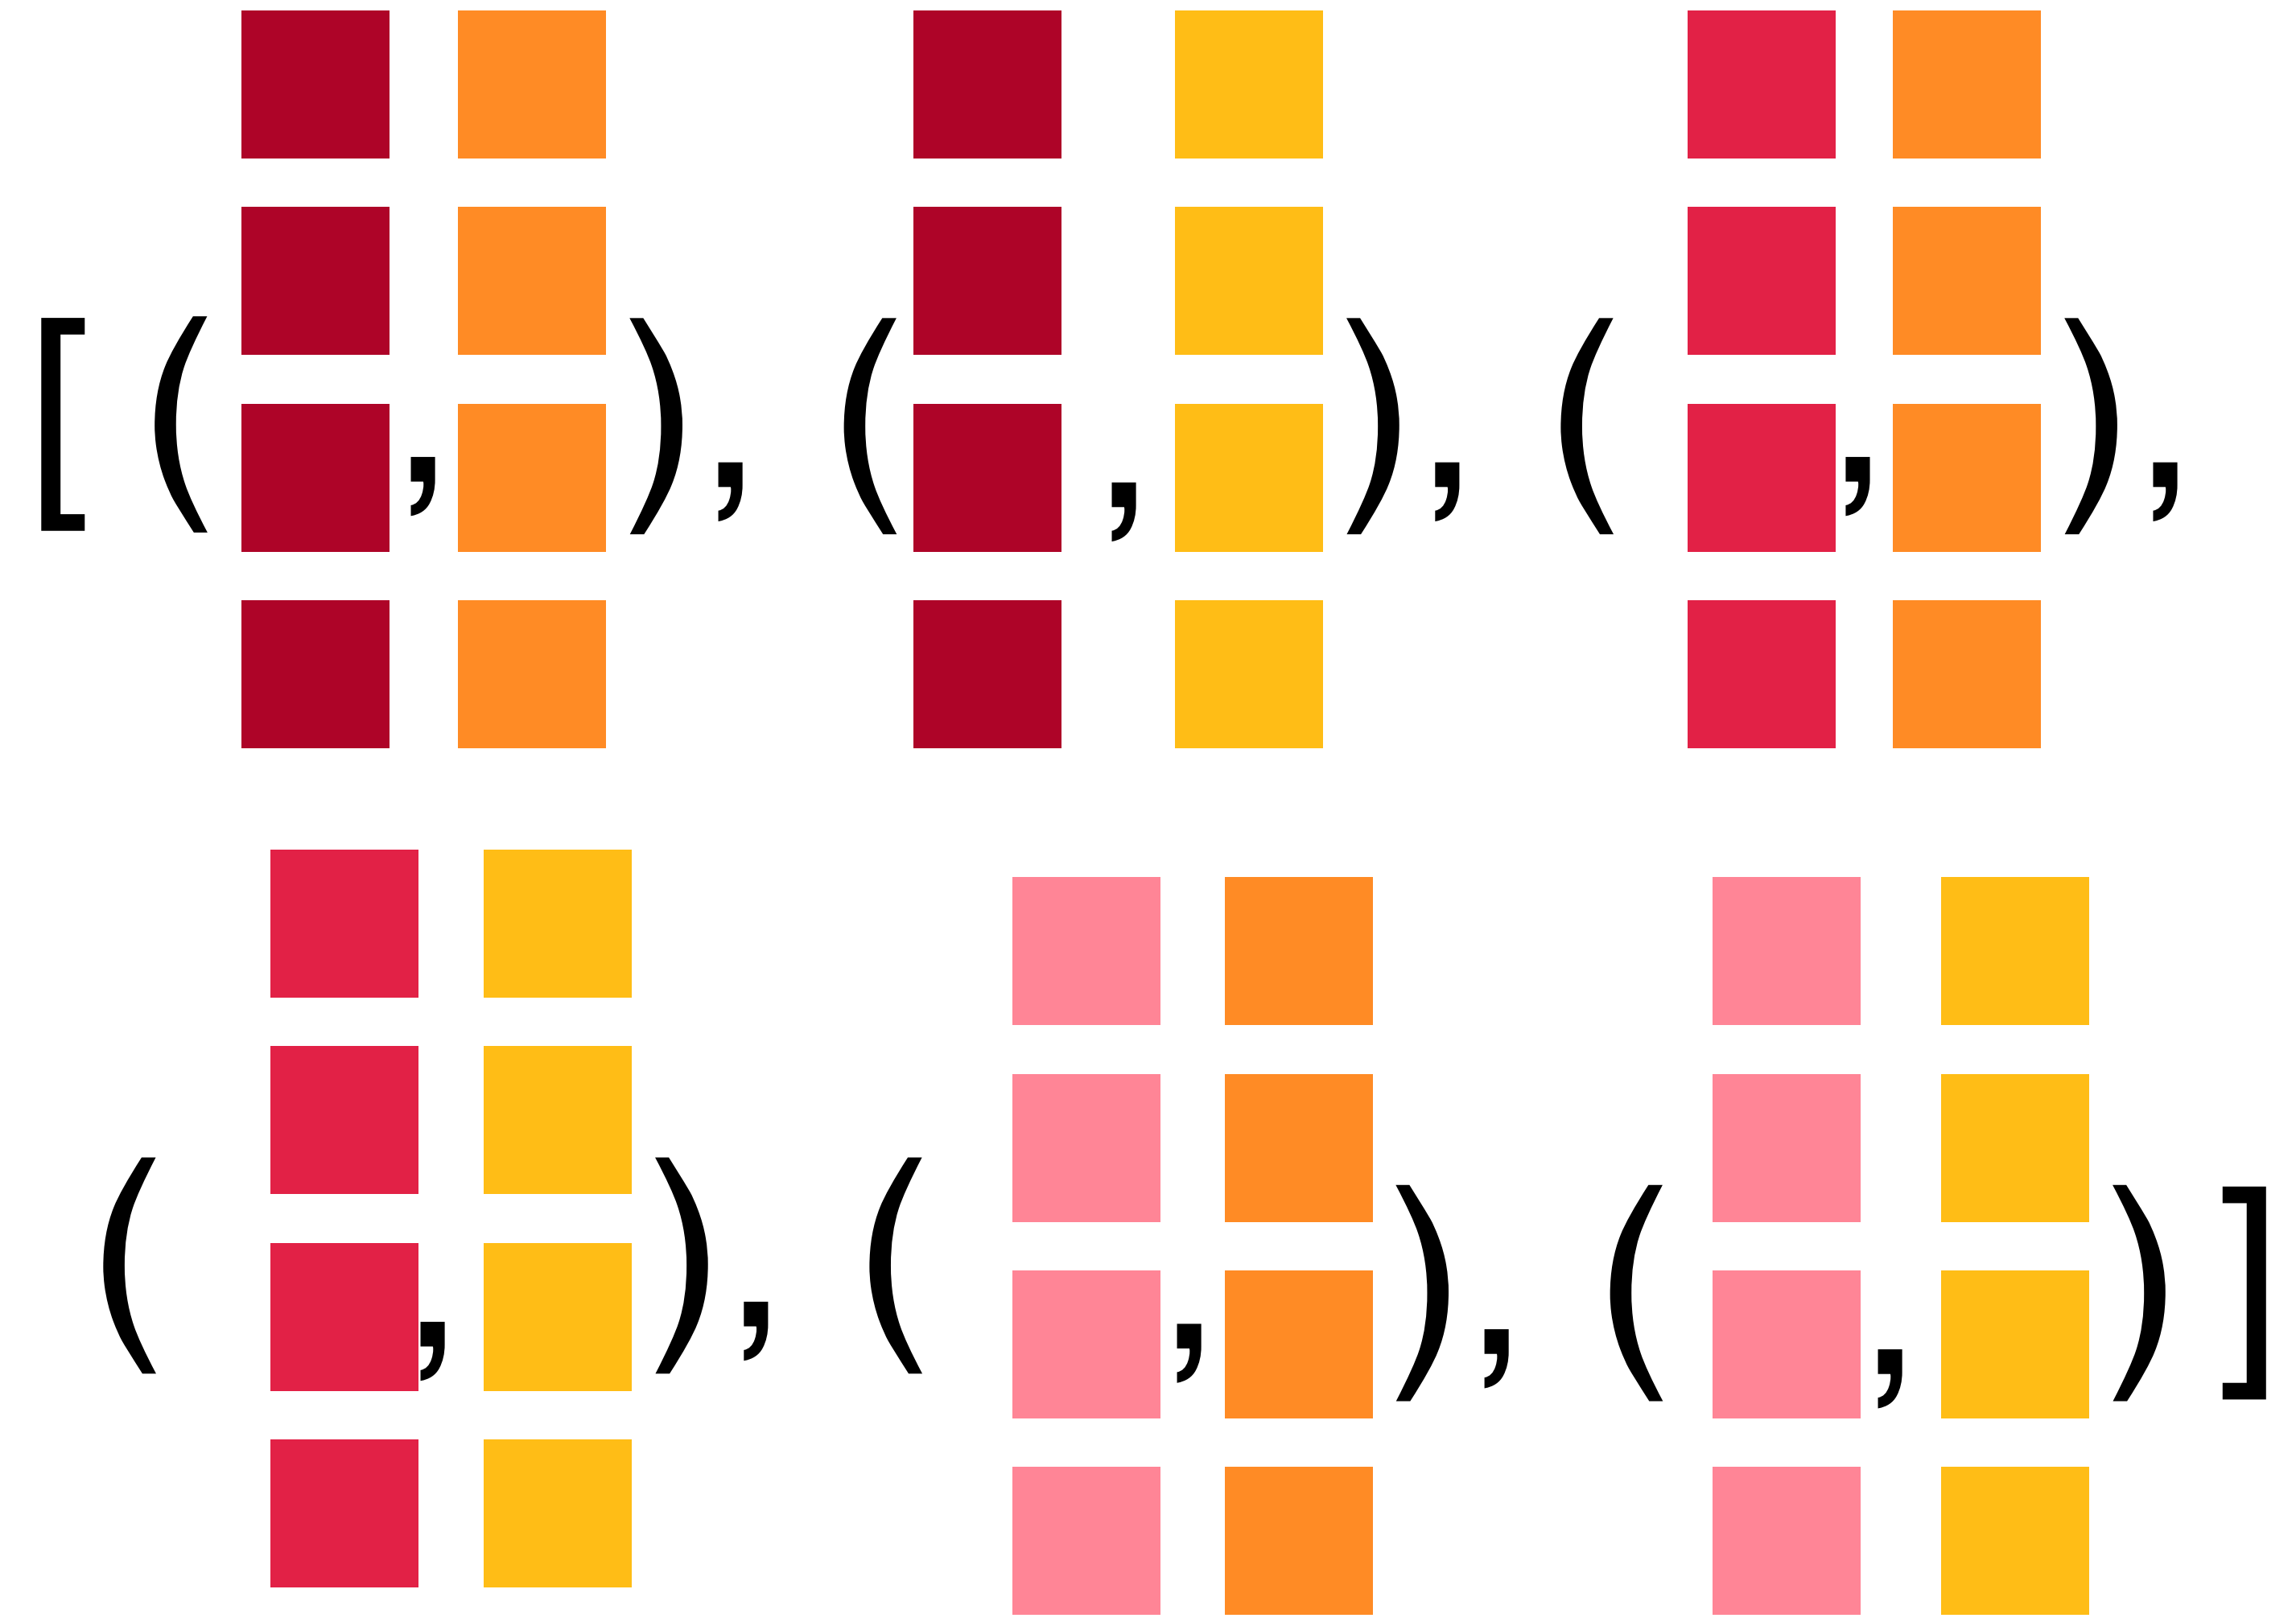 [ ( , ) , ( , ) , ( , ) ,
( , ) , ( , ) , ( , ) ]